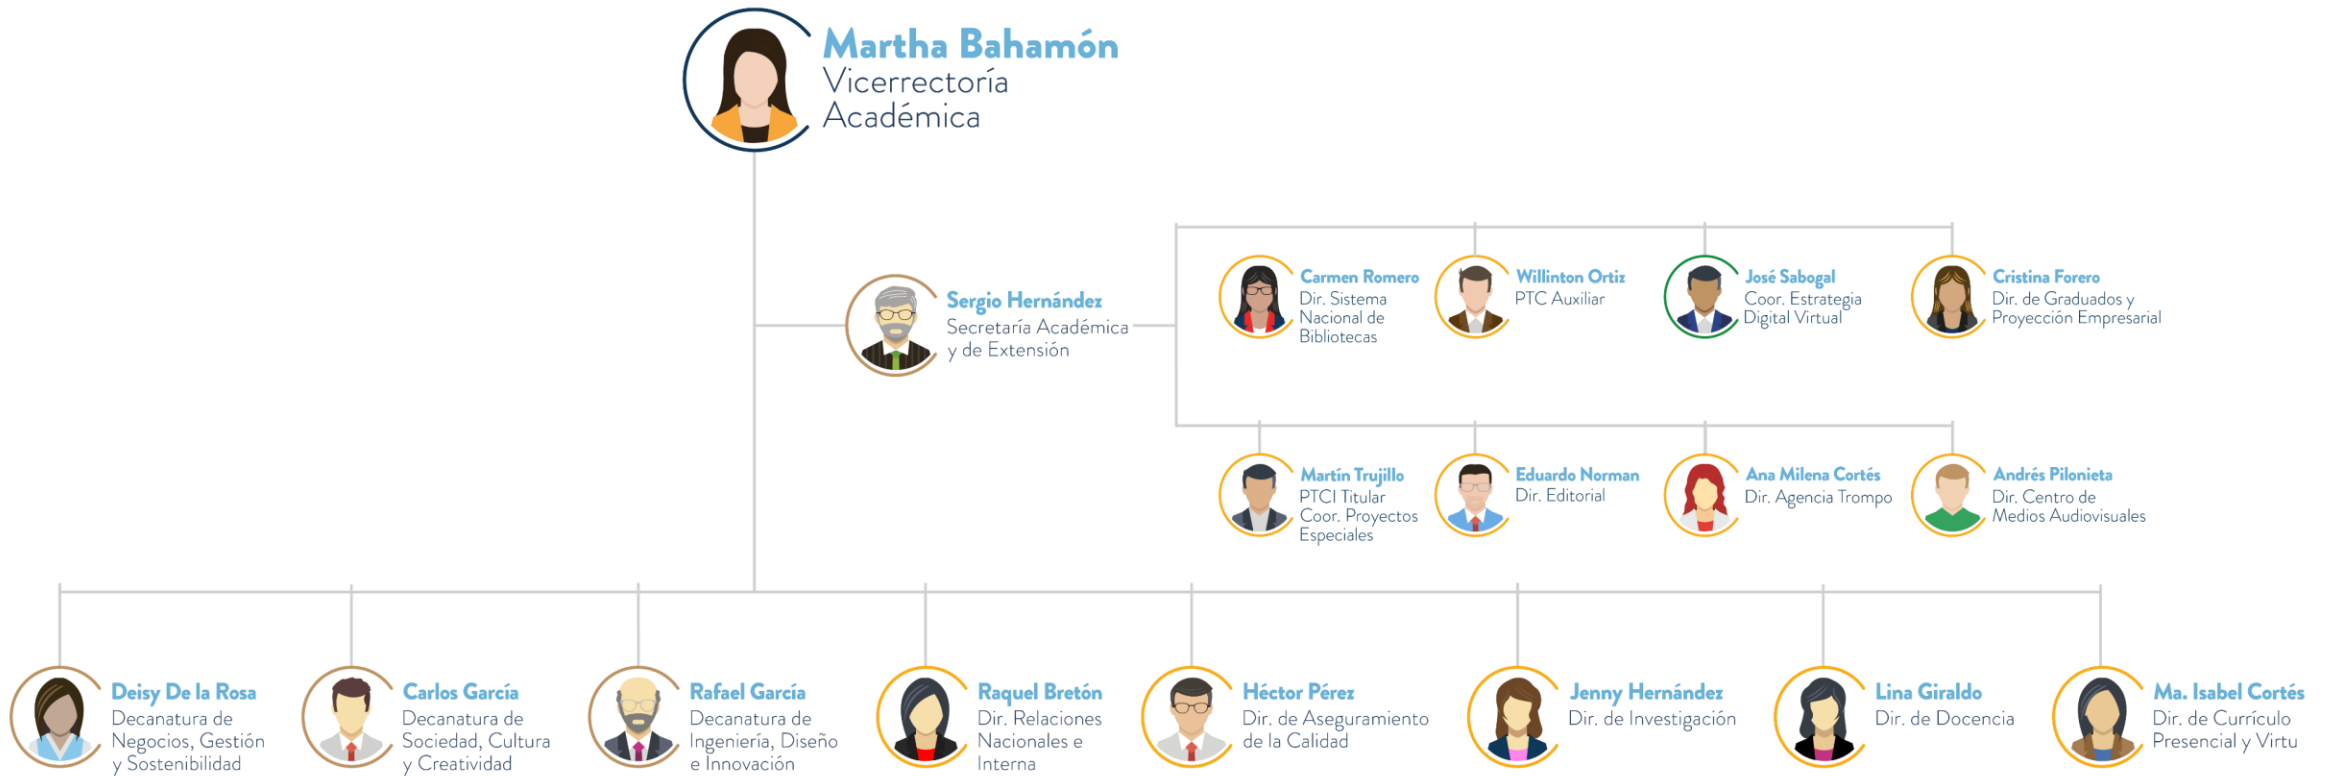 Martha Bahamón
Vicerrectoría
Académica
Sergio Hernández
Secretaría Académica
y de Extensión
Carmen Romero
Dir. Sistema
Nacional de
Bibliotecas
Willinton Ortiz
PTC Auxiliar
José Sabogal
Coor. Estrategia
Digital Virtual
Cristina Forero
Dir. de Graduados y
Proyección Empresarial
Martín Trujillo
PTCI Titular
Coor. Proyectos
Especiales
Eduardo Norman
Dir. Editorial
Ana Milena Cortés
Dir. Agencia Trompo
Andrés Pilonieta
Dir. Centro de
Medios Audiovisuales
Deisy De la Rosa
Decanatura de
Negocios, Gestión
y Sostenibilidad
Carlos García
Decanatura de
Sociedad, Cultura
y Creatividad
Rafael García
Decanatura de
Ingeniería, Diseño
e Innovación
Raquel Bretón
Dir. Relaciones
Nacionales e
Interna
Héctor Pérez
Dir. de Aseguramiento
de la Calidad
Jenny Hernández
Dir. de Investigación
Lina Giraldo
Dir. de Docencia
Ma. Isabel Cortés
Dir. de Currículo
Presencial y Virtu